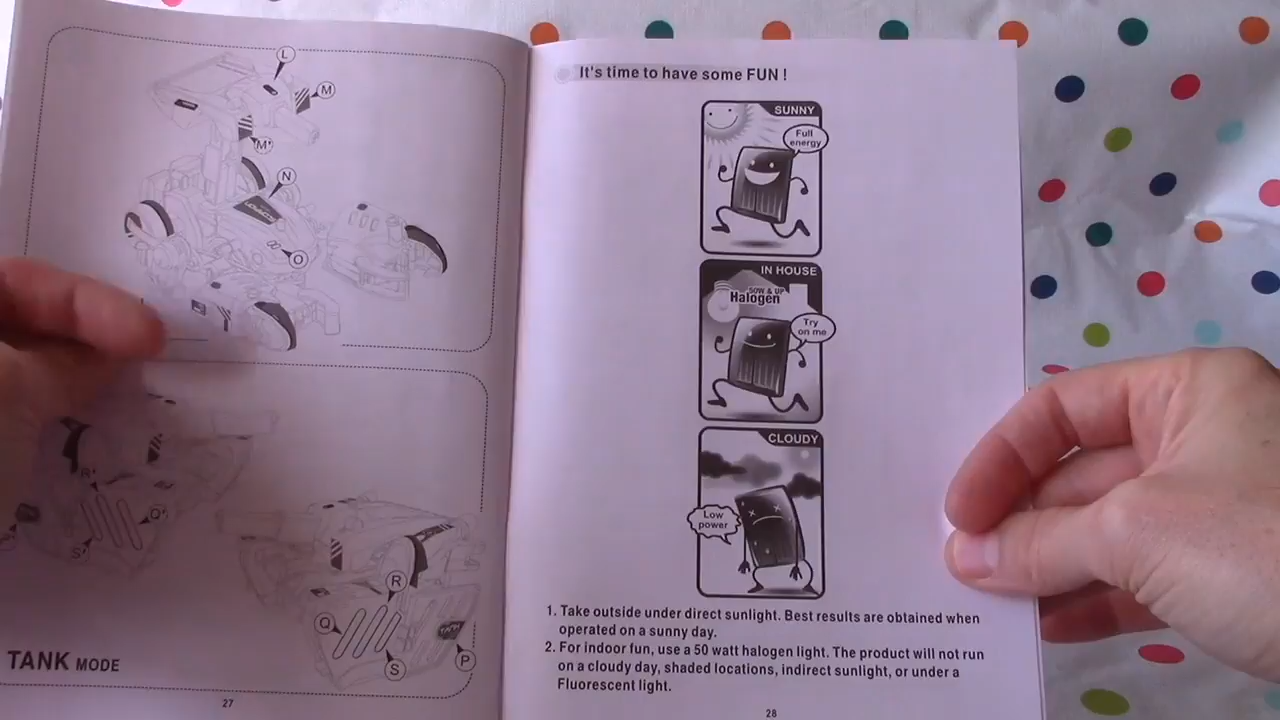 L
M
M'
N
O
R'
Q'
S'
R
Q
S
P
TANK
TANK MODE
27
It's time to have some FUN !
SUNNY
Full
energy
IN HOUSE
50W & UP
Halogen
Try
on me
CLOUDY
Low
power
1. Take outside under direct sunlight. Best results are obtained when
operated on a sunny day.
2. For indoor fun, use a 50 watt halogen light. The product will not run
on a cloudy day, shaded locations, indirect sunlight, or under a
Fluorescent light.
28